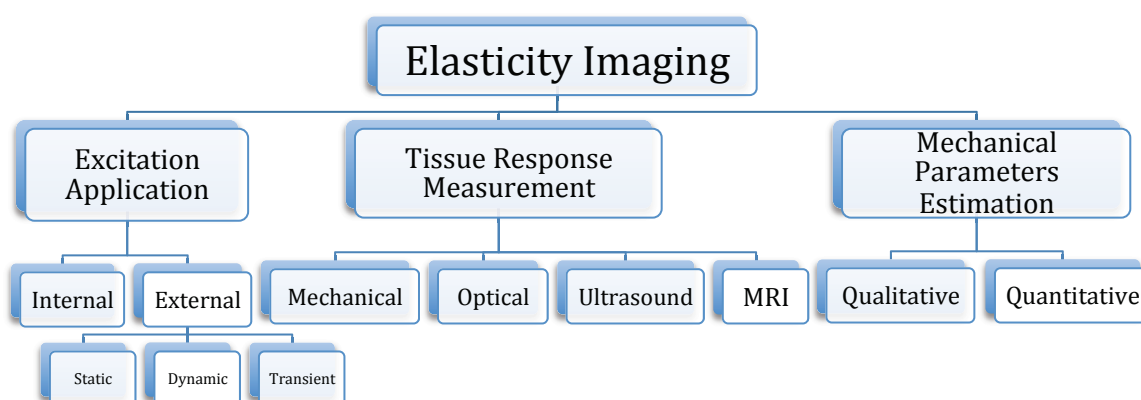 Elasticity Imaging
Excitation
Application
Tissue Response
Measurement
Mechanical
Parameters
Estimation
Internal
External
Mechanical
Optical
Ultrasound
MRI
Qualitative
Quantitative
Static
Dynamic
Transient